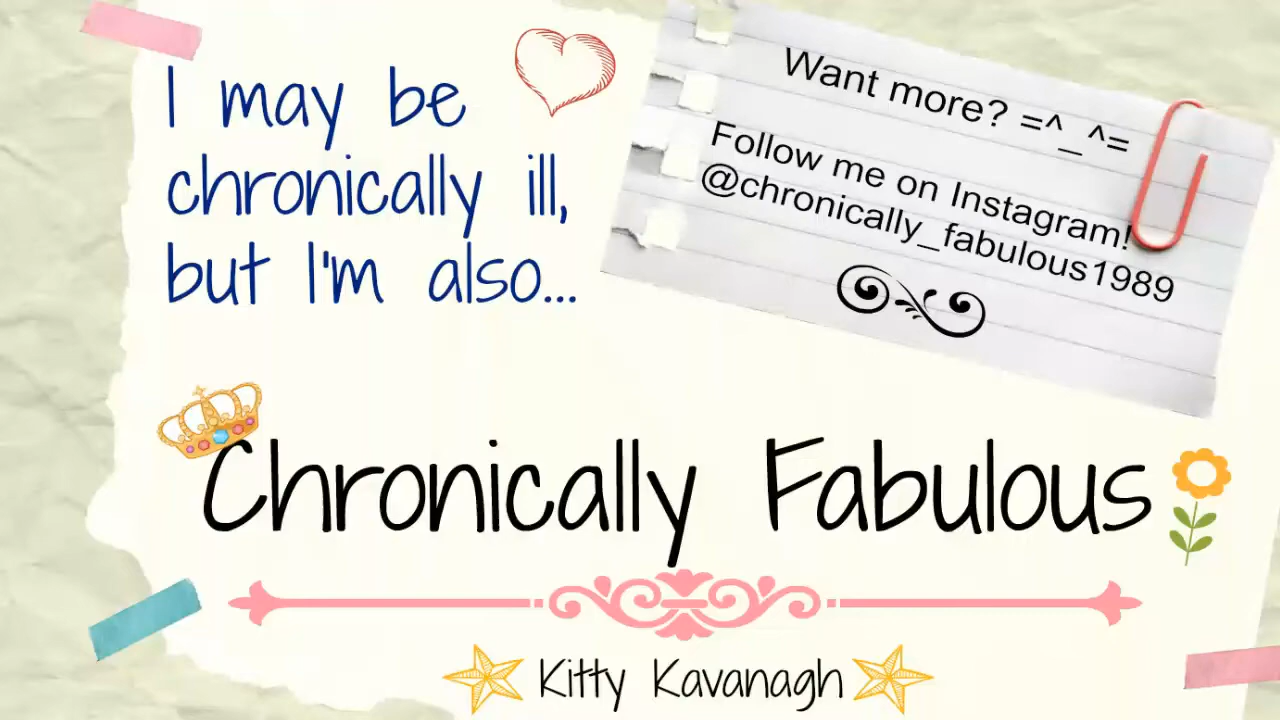 I may be
chronically ill,
but I'm also...
Want more? =^_^=
Follow me on Instagram!
@chronically_fabulous1989
Chronically Fabulous
Kitty Kavanagh